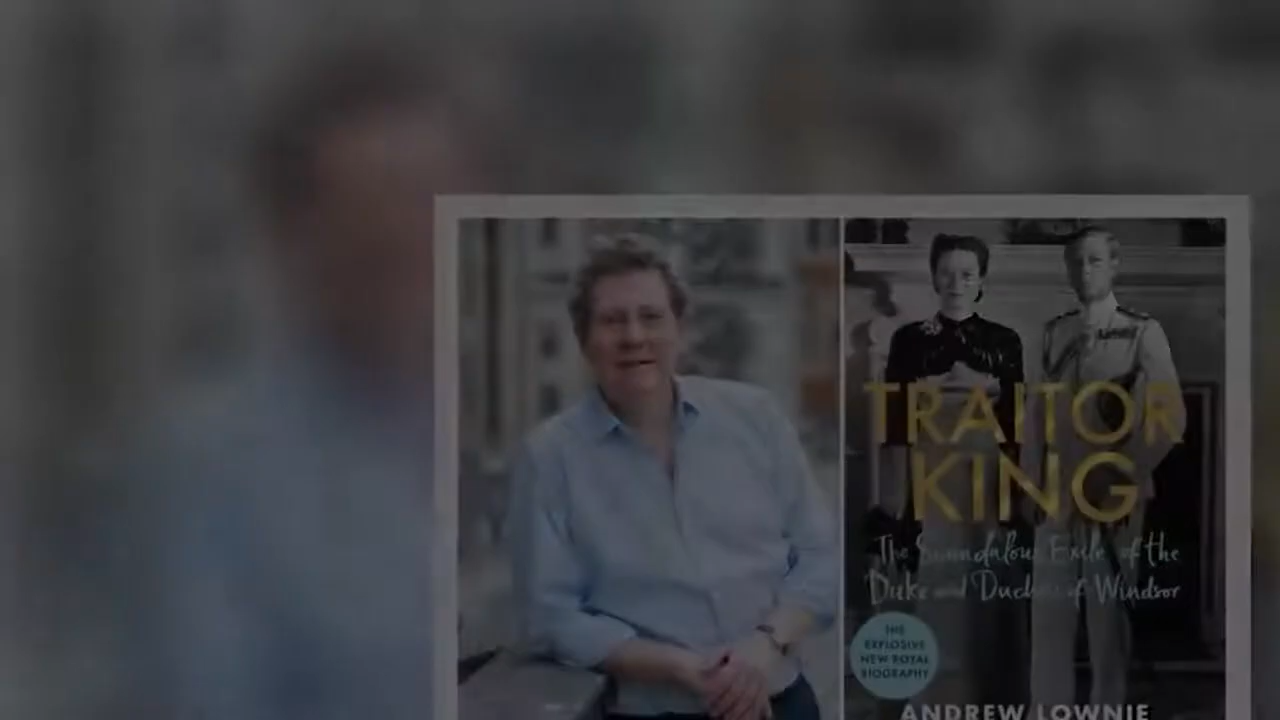 TRAITOR
KING
The Scandalous Exile of the
Duke and Duchess of Windsor
THE
EXPLOSIVE
NEW ROYAL
BIOGRAPHY
ANDREW LOWNIE